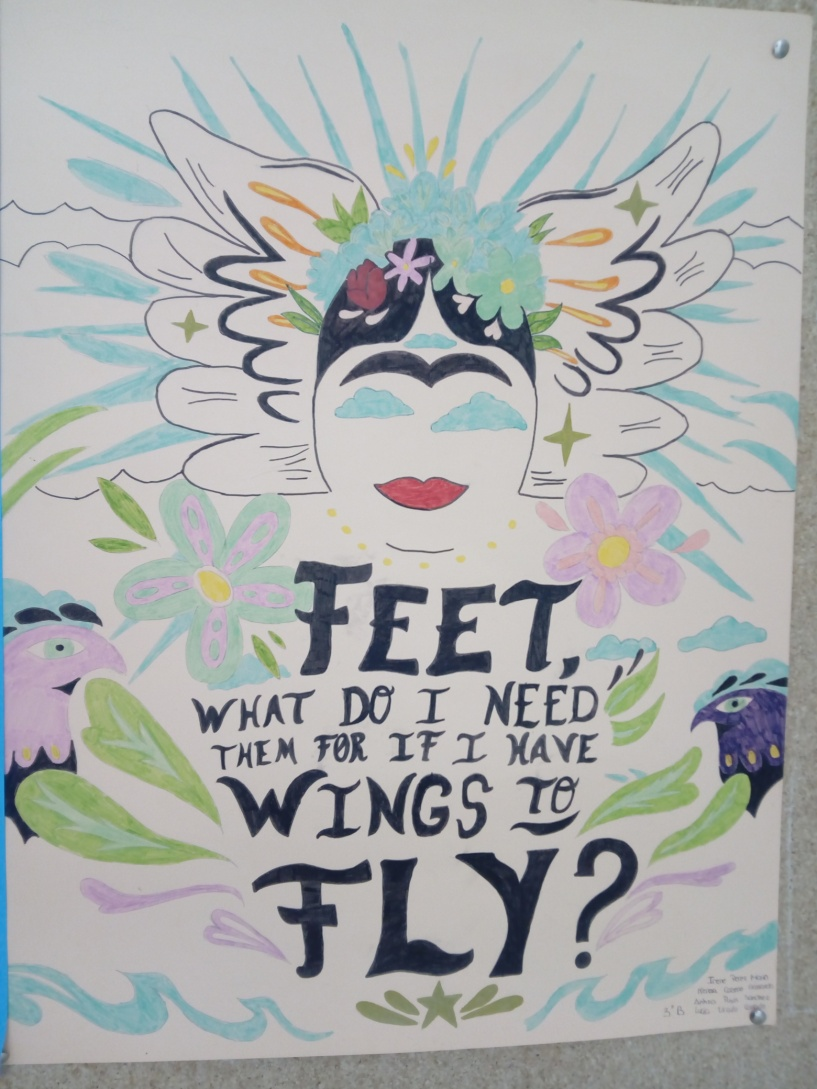 FEET,
WHAT DO I NEED
THEM FOR IF I HAVE
WINGS TO
FLY?
3°B